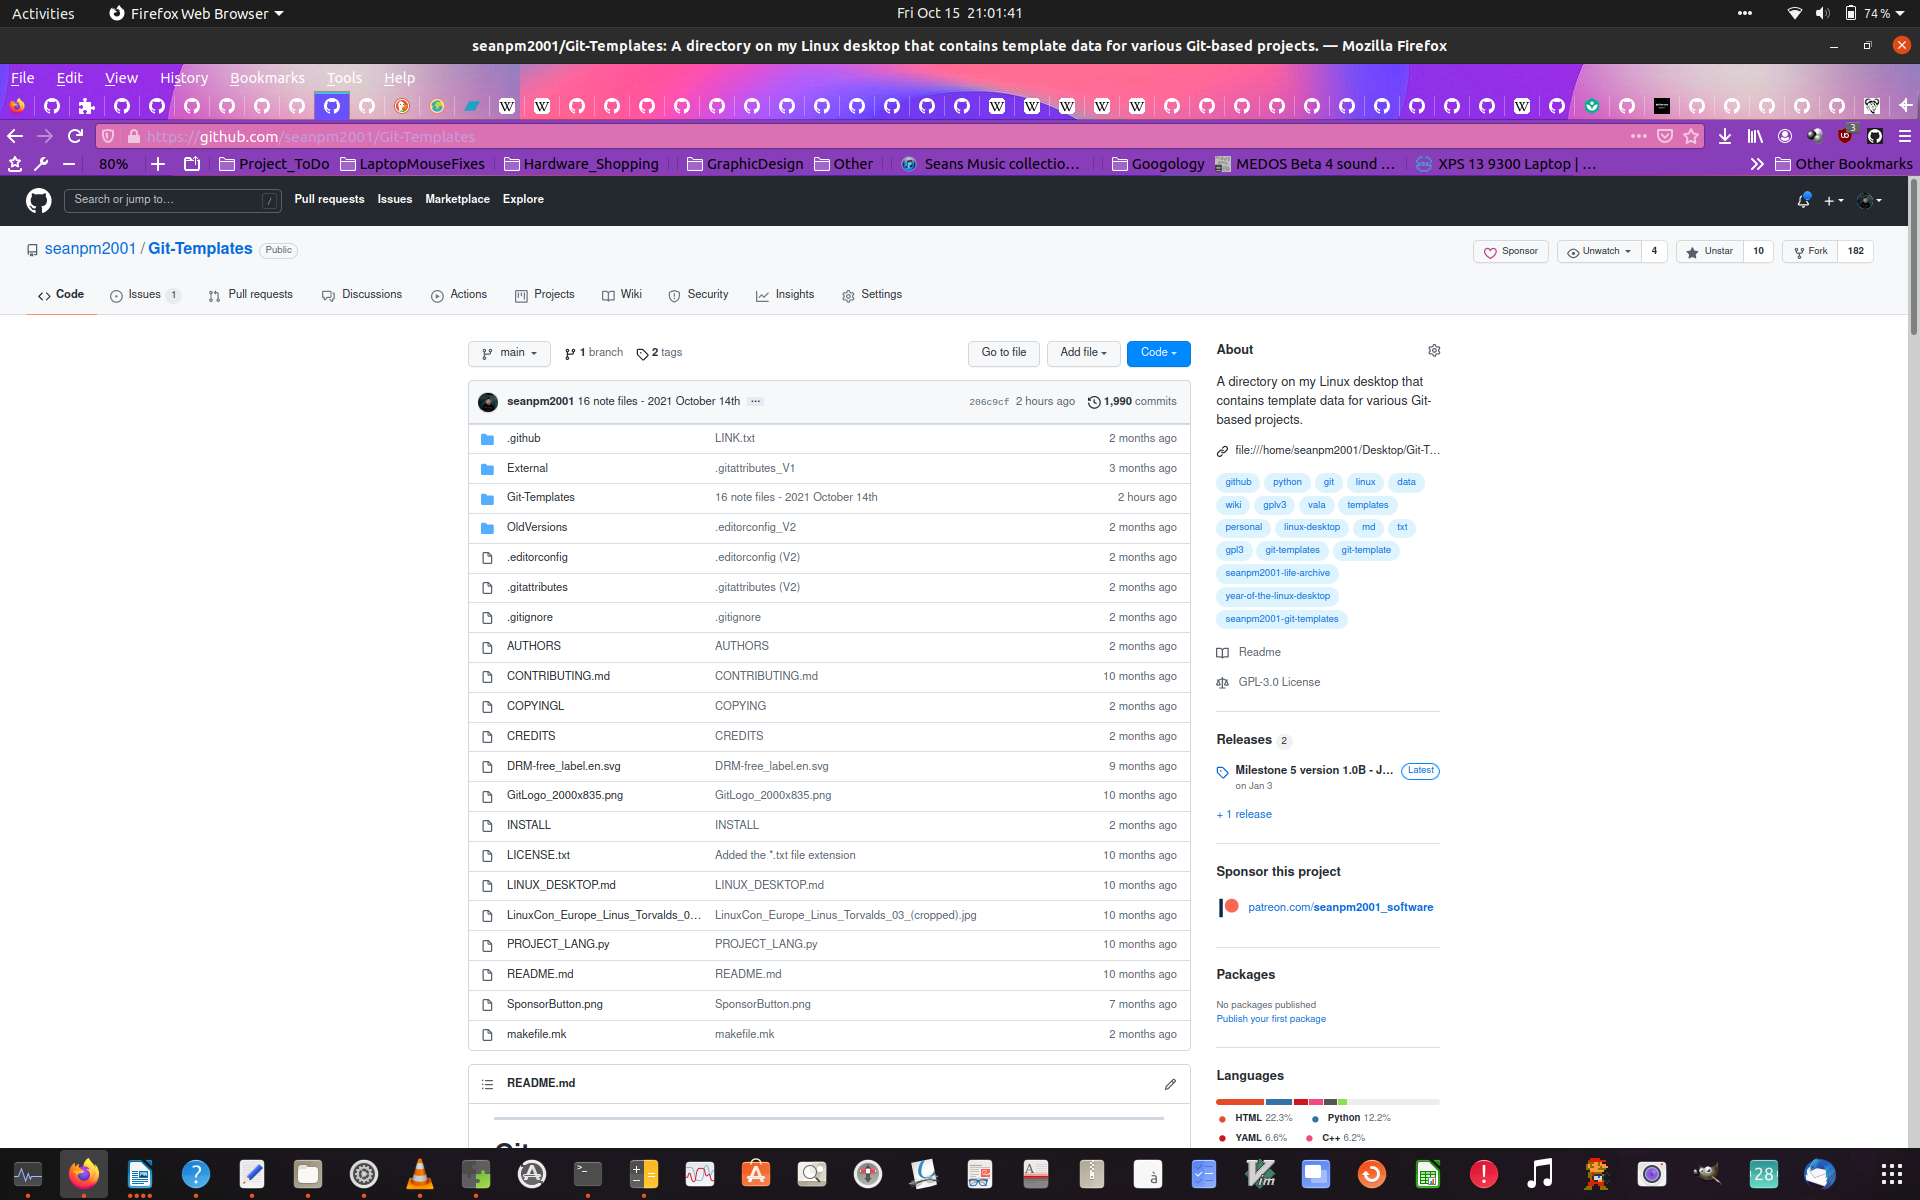 Activities Firefox Web Browser Fri Oct 15 21:01:41 74 %
seanpm2001/Git-Templates: A directory on my Linux desktop that contains template data for various Git-based projects. — Mozilla Firefox
File Edit View History Bookmarks Tools Help
https://github.com/seanpm2001/Git-Templates 3
80% Project_ToDo LaptopMouseFixes Hardware_Shopping GraphicDesign Other Seans Music collectio… Googology MEDOS Beta 4 sound … XPS 13 9300 Laptop | … Other Bookmarks
Search or jump to… / Pull requests Issues Marketplace Explore
seanpm2001 / Git-Templates Public Sponsor Unwatch 4 Unstar 10 Fork 182
Code Issues 1 Pull requests Discussions Actions Projects Wiki Security Insights Settings
main 1 branch 2 tags Go to file Add file Code
seanpm2001 16 note files - 2021 October 14th ... 206c9cf 2 hours ago 1,990 commits
.github LINK.txt 2 months ago
External .gitattributes_V1 3 months ago
Git-Templates 16 note files - 2021 October 14th 2 hours ago
OldVersions .editorconfig_V2 2 months ago
.editorconfig .editorconfig (V2) 2 months ago
.gitattributes .gitattributes (V2) 2 months ago
.gitignore .gitignore 2 months ago
AUTHORS AUTHORS 2 months ago
CONTRIBUTING.md CONTRIBUTING.md 10 months ago
COPYINGL COPYING 2 months ago
CREDITS CREDITS 2 months ago
DRM-free_label.en.svg DRM-free_label.en.svg 9 months ago
GitLogo_2000x835.png GitLogo_2000x835.png 10 months ago
INSTALL INSTALL 2 months ago
LICENSE.txt Added the *.txt file extension 10 months ago
LINUX_DESKTOP.md LINUX_DESKTOP.md 10 months ago
LinuxCon_Europe_Linus_Torvalds_0… LinuxCon_Europe_Linus_Torvalds_03_(cropped).jpg 10 months ago
PROJECT_LANG.py PROJECT_LANG.py 10 months ago
README.md README.md 10 months ago
SponsorButton.png SponsorButton.png 7 months ago
makefile.mk makefile.mk 2 months ago
README.md
About
A directory on my Linux desktop that
contains template data for various Git-
based projects.
file:///home/seanpm2001/Desktop/Git-T…
github python git linux data
wiki gplv3 vala templates
personal linux-desktop md txt
gpl3 git-templates git-template
seanpm2001-life-archive
year-of-the-linux-desktop
seanpm2001-git-templates
Readme
GPL-3.0 License
Releases 2
Milestone 5 version 1.0B - J… Latest
on Jan 3
+ 1 release
Sponsor this project
patreon.com/seanpm2001_software
Packages
No packages published
Publish your first package
Languages
HTML 22.3% Python 12.2%
YAML 6.6% C++ 6.2%
28